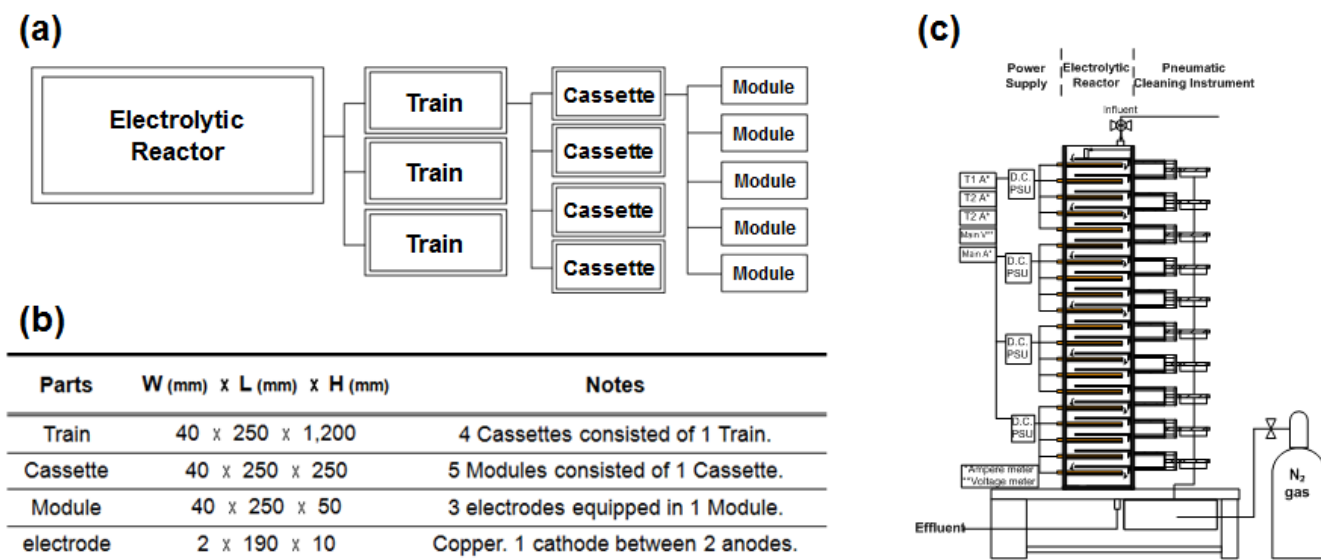 (a)
Electrolytic
Reactor
Train
Train
Train
Cassette
Cassette
Cassette
Cassette
Module
Module
Module
Module
Module
(b)
Parts W (mm) x L (mm) x H (mm) Notes
Train 40 x 250 x 1,200 4 Cassettes consisted of 1 Train.
Cassette 40 x 250 x 250 5 Modules consisted of 1 Cassette.
Module 40 x 250 x 50 3 electrodes equipped in 1 Module.
electrode 2 x 190 x 10 Copper. 1 cathode between 2 anodes.
(c)
Power
Supply
Electrolytic
Reactor
Pneumatic
Cleaning Instrument
Influent
T1 A*
T2 A*
T2 A*
Main V**
Main A*
D.C.
PSU
D.C.
PSU
D.C.
PSU
D.C.
PSU
*Ampere meter
**Voltage meter
Effluent
N₂
gas